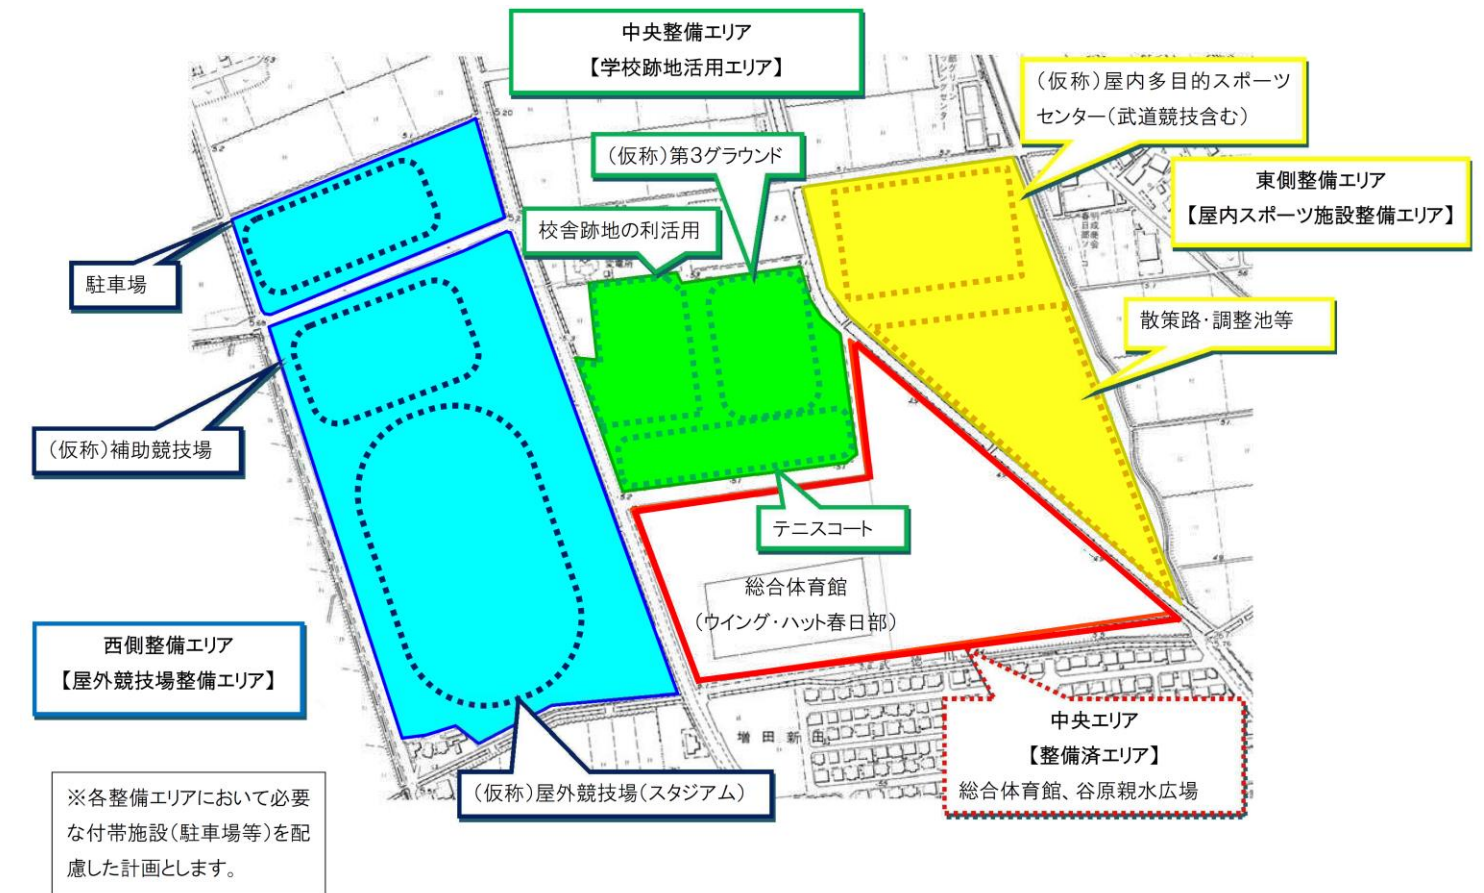 中央整備エリア
【学校跡地活用エリア】
(仮称)屋内多目的スポーツ
センター(武道競技含む)
(仮称)第3グラウンド
東側整備エリア
【屋内スポーツ施設整備エリア】
校舎跡地の利活用
駐車場
散策路・調整池等
(仮称)補助競技場
テニスコート
総合体育館
(ウイング・ハット春日部)
西側整備エリア
【屋外競技場整備エリア】
中央エリア
【整備済エリア】
総合体育館、谷原親水広場
増田新田
(仮称)屋外競技場(スタジアム)
※各整備エリアにおいて必要
な付帯施設(駐車場等)を配
慮した計画とします。